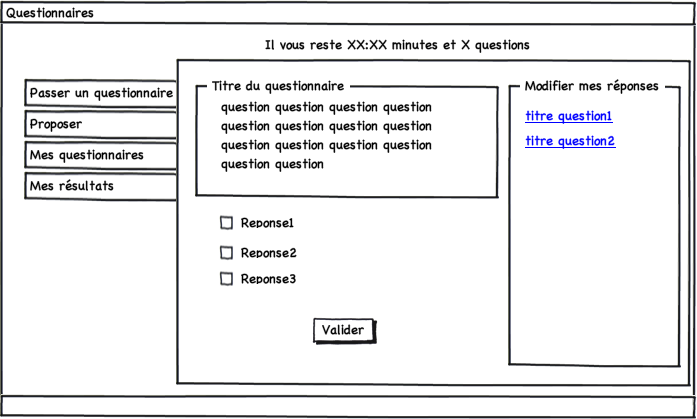 Questionnaires
Il vous reste XX:XX minutes et X questions
Passer un questionnaire
Proposer
Mes questionnaires
Mes résultats
Titre du questionnaire
question question question question
question question question question
question question question question
question question
Reponse1
Reponse2
Reponse3
Valider
Modifier mes réponses
titre question1
titre question2